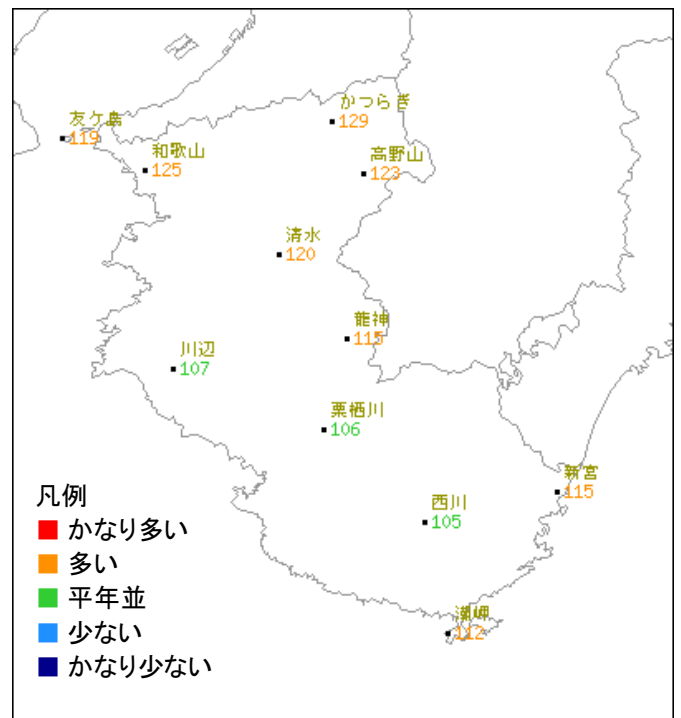 かつらぎ
129
友ケ島
119
和歌山
125
高野山
123
清水
120
龍神
115
川辺
107
栗栖川
106
新宮
115
西川
105
潮岬
112
凡例
かなり多い
多い
平年並
少ない
かなり少ない